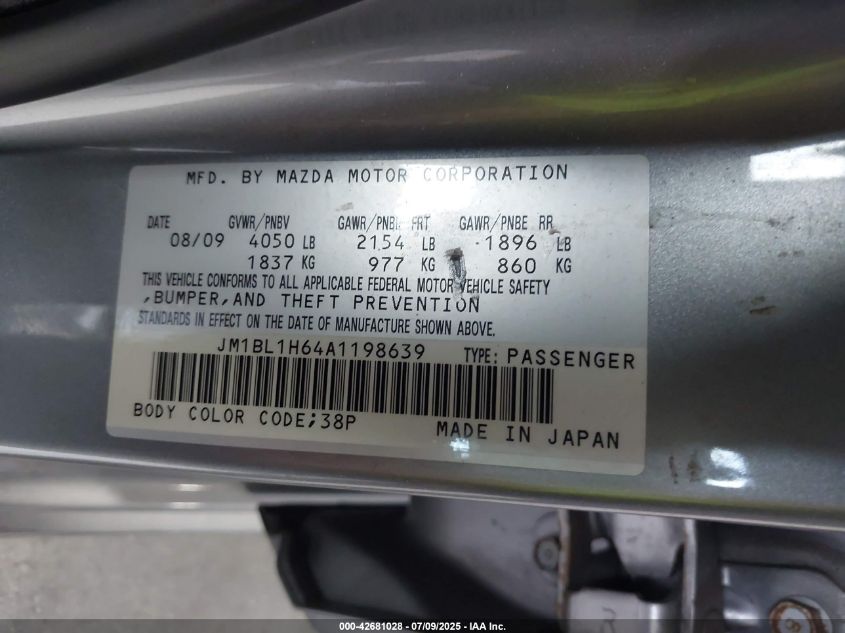 MFD. BY MAZDA MOTOR CORPORATION
DATE GVWR/PNBV GAWR/PNBE FRT GAWR/PNBE RR
08/09 4050 LB 2154 LB 1896 LB
1837 KG 977 KG 860 KG
THIS VEHICLE CONFORMS TO ALL APPLICABLE FEDERAL MOTOR VEHICLE SAFETY
,BUMPER,AND THEFT PREVENTION
STANDARDS IN EFFECT ON THE DATE OF MANUFACTURE SHOWN ABOVE.
JM1BL1H64A1198639 TYPE: PASSENGER
BODY COLOR CODE;38P MADE IN JAPAN
000-42681028 - 07/09/2025 - IAA Inc.